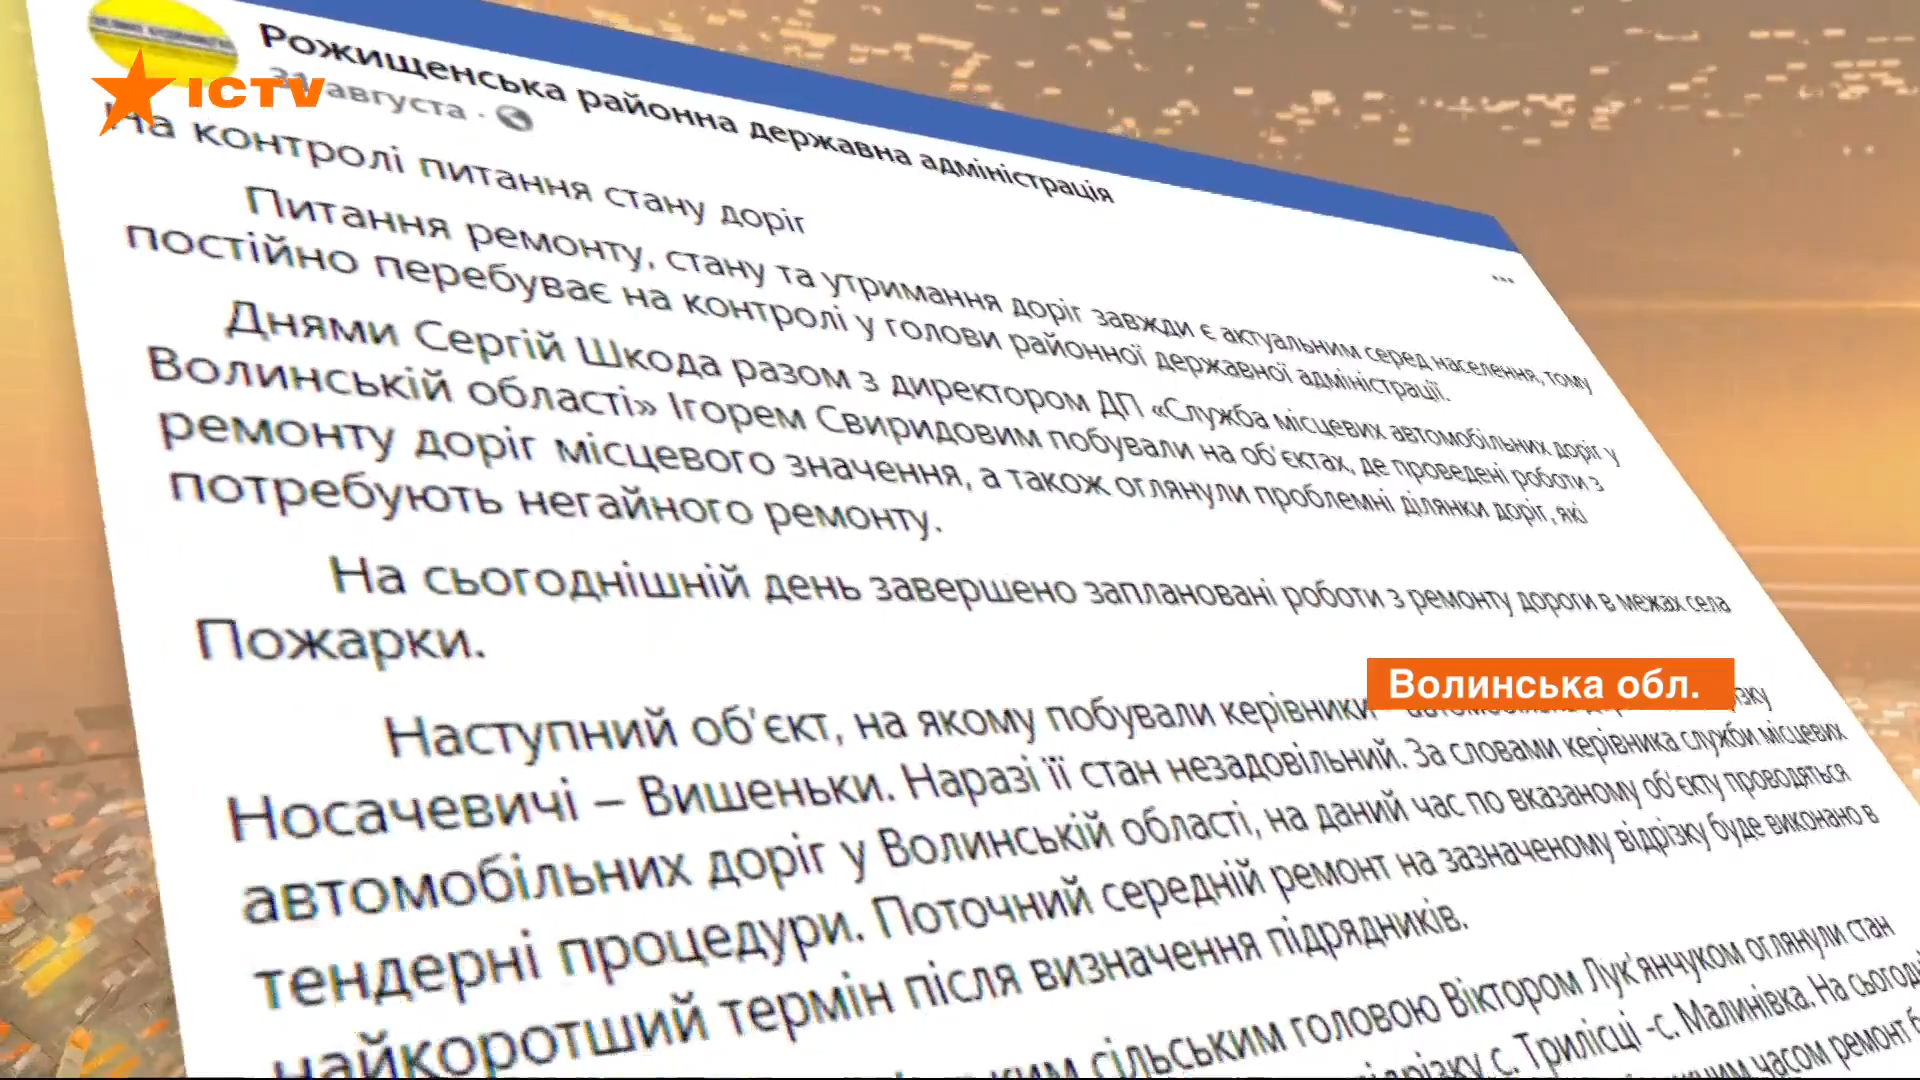 Рожищенська районна державна адміністрація
31 августа ·
ICTV
На контролі питання стану доріг
Питання ремонту, стану та утримання доріг завжди є актуальним серед населення, тому
постійно перебуває на контролі у голови районної державної адміністрації.
Днями Сергій Шкода разом з директором ДП «Служба місцевих автомобільних доріг у
Волинській області» Ігорем Свиридовим побували на об'єктах, де проведені роботи з
ремонту доріг місцевого значення, а також оглянули проблемні ділянки доріг, які
потребують негайного ремонту.
На сьогоднішній день завершено заплановані роботи з ремонту дороги в межах села
Пожарки.
Волинська обл.
Наступний об'єкт, на якому побували керівники
Носачевичі – Вишеньки. Наразі її стан незадовільний. За словами керівника служби місцевих
автомобільних доріг у Волинській області, на даний час по вказаному об'єкту проводяться
тендерні процедури. Поточний середній ремонт на зазначеному відрізку буде виконано в
найкоротший термін після визначення підрядників.
сільським головою Віктором Лук'янчуком оглянули стан
с. Трилісці -с. Малинівка. На
часом ремонт